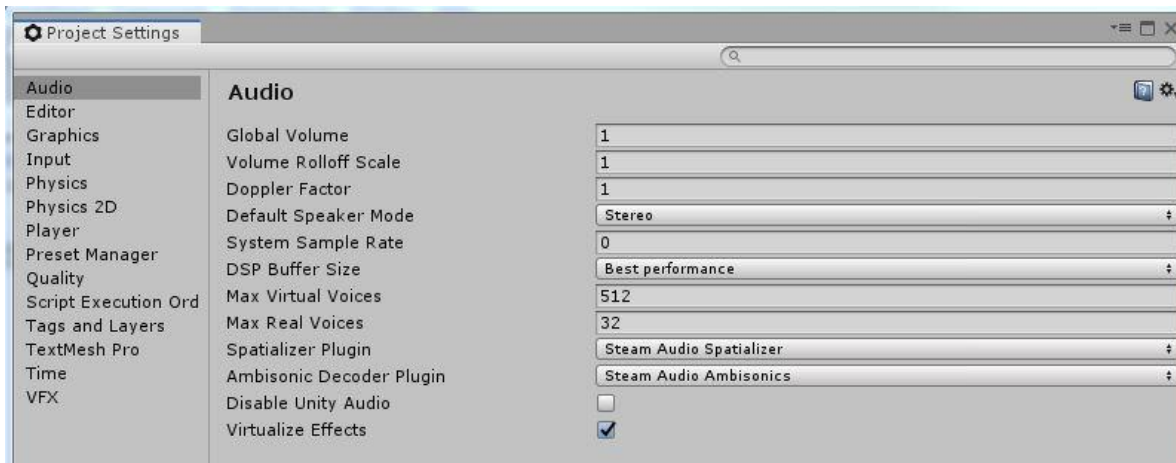 Project Settings
Audio
Editor
Graphics
Input
Physics
Physics 2D
Player
Preset Manager
Quality
Script Execution Ord
Tags and Layers
TextMesh Pro
Time
VFX
Audio
Global Volume 1
Volume Rolloff Scale 1
Doppler Factor 1
Default Speaker Mode Stereo
System Sample Rate 0
DSP Buffer Size Best performance
Max Virtual Voices 512
Max Real Voices 32
Spatializer Plugin Steam Audio Spatializer
Ambisonic Decoder Plugin Steam Audio Ambisonics
Disable Unity Audio
Virtualize Effects